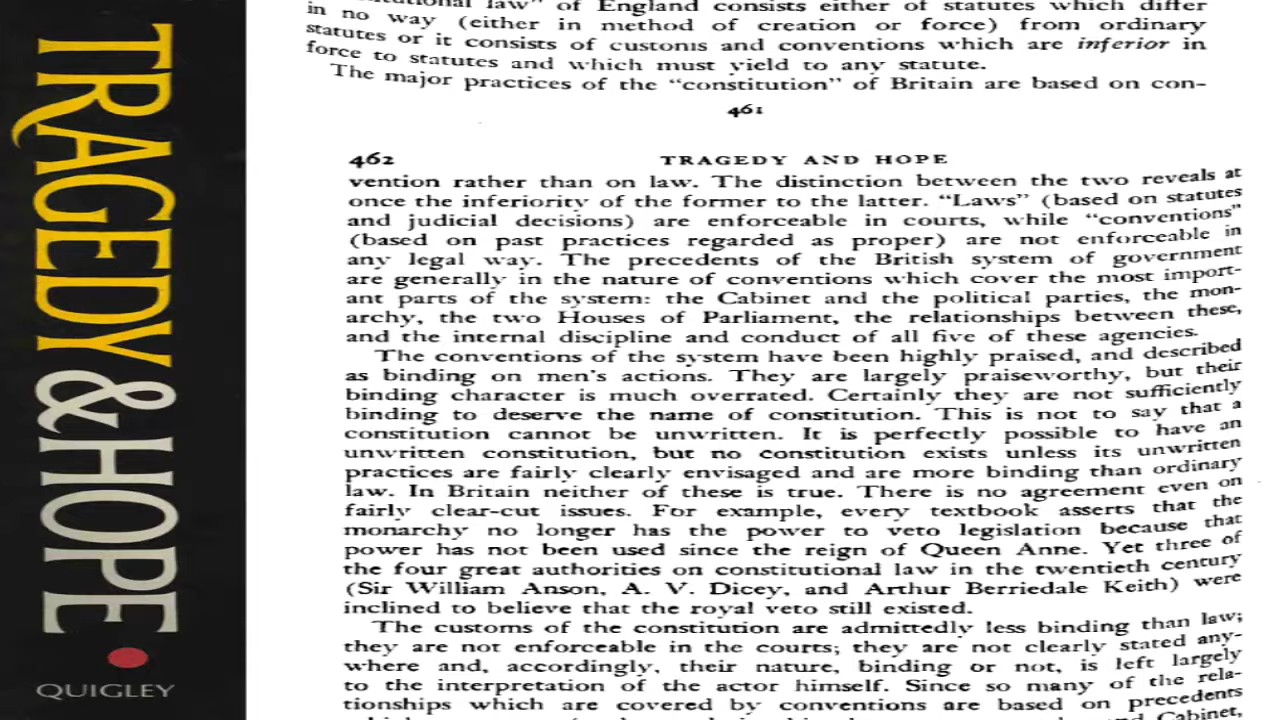 TRAGEDY & HOPE
QUIGLEY
law" of England consists either of statutes which differ
in no way (either in method of creation or force) from ordinary
statutes or it consists of customs and conventions which are inferior in
force to statutes and which must yield to any statute.
The major practices of the "constitution" of Britain are based on con-
461
462 TRAGEDY AND HOPE
vention rather than on law. The distinction between the two reveals at
once the inferiority of the former to the latter. "Laws" (based on statutes
and judicial decisions) are enforceable in courts, while "conventions"
(based on past practices regarded as proper) are not enforceable in
any legal way. The precedents of the British system of government
are generally in the nature of conventions which cover the most import-
ant parts of the system: the Cabinet and the political parties, the mon-
archy, the two Houses of Parliament, the relationships between these,
and the internal discipline and conduct of all five of these agencies.
The conventions of the system have been highly praised, and described
as binding on men's actions. They are largely praiseworthy, but their
binding character is much overrated. Certainly they are not sufficiently
binding to deserve the name of constitution. This is not to say that a
constitution cannot be unwritten. It is perfectly possible to have an
unwritten constitution, but no constitution exists unless its unwritten
practices are fairly clearly envisaged and are more binding than ordinary
law. In Britain neither of these is true. There is no agreement even on
fairly clear-cut issues. For example, every textbook asserts that the
monarchy no longer has the power to veto legislation because that
power has not been used since the reign of Queen Anne. Yet three of
the four great authorities on constitutional law in the twentieth century
(Sir William Anson, A. V. Dicey, and Arthur Berriedale Keith) were
inclined to believe that the royal veto still existed.
The customs of the constitution are admittedly less binding than law;
they are not enforceable in the courts; they are not clearly stated any-
where and, accordingly, their nature, binding or not, is left largely
to the interpretation of the actor himself. Since so many of the rela-
tionships which are covered by conventions are based on precedents
Cabinet,